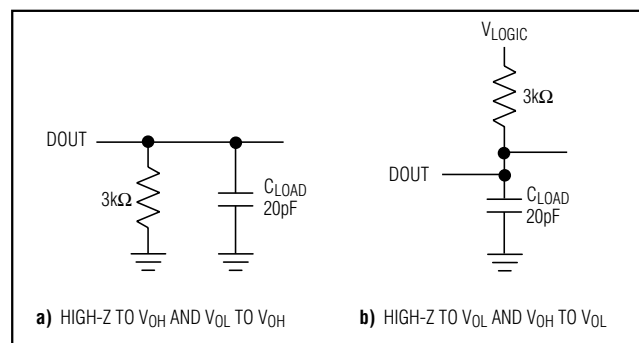 DOUT
3kΩ
CLOAD
20pF
a) HIGH-Z TO VOH AND VOL TO VOH
VLOGIC
3kΩ
DOUT
CLOAD
20pF
b) HIGH-Z TO VOL AND VOH TO VOL